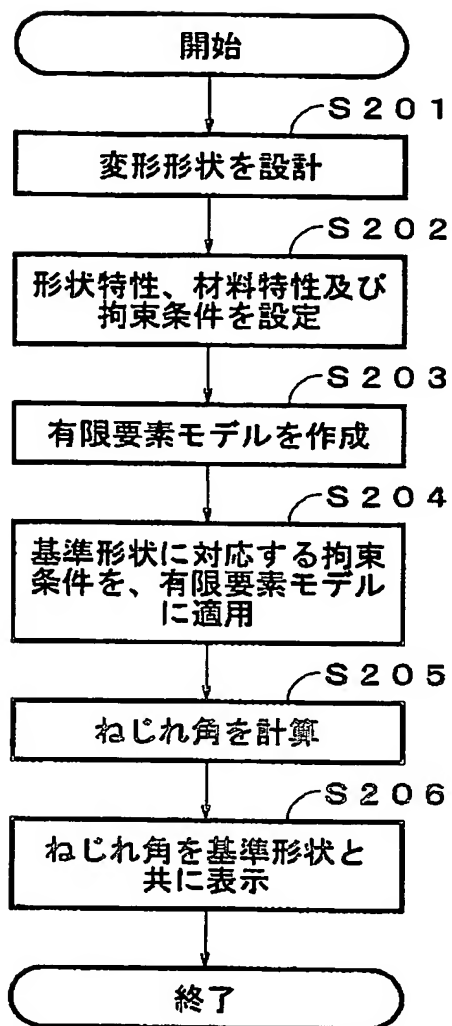 開始
S201
変形形状を設計
S202
形状特性、材料特性及び
拘束条件を設定
S203
有限要素モデルを作成
S204
基準形状に対応する拘束
条件を、有限要素モデル
に適用
S205
ねじれ角を計算
S206
ねじれ角を基準形状と
共に表示
終了